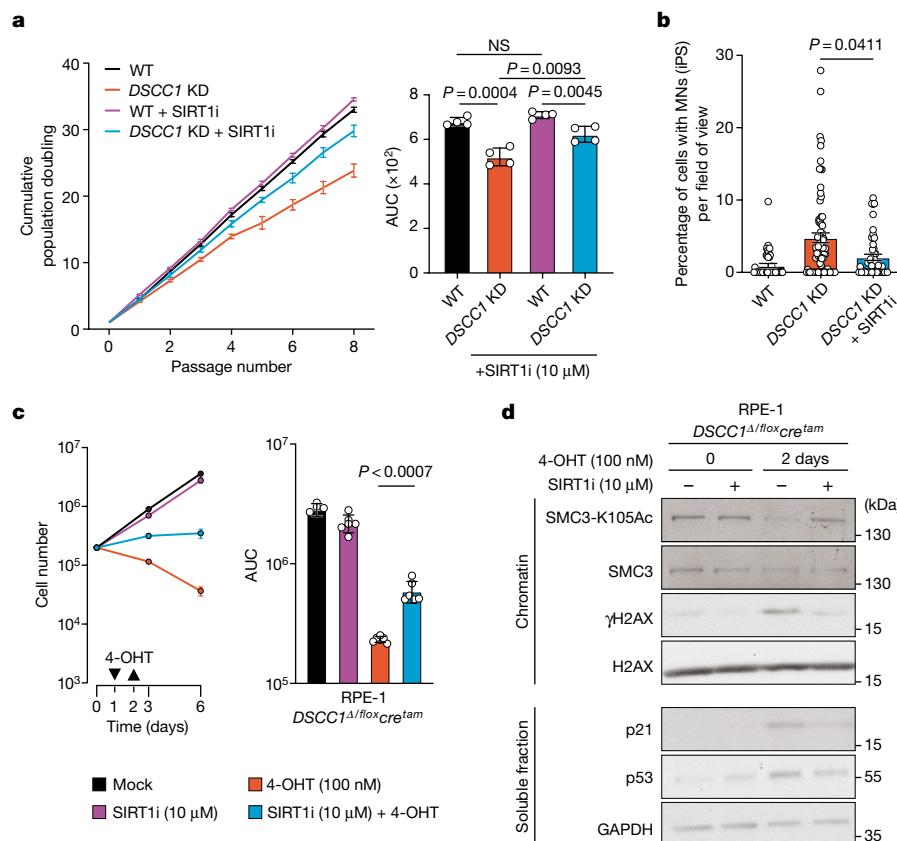 a
WT
DSCC1 KD
WT + SIRT1i
DSCC1 KD + SIRT1i
Cumulative
population doubling
40
30
20
10
0
0 2 4 6 8
Passage number
NS
P = 0.0093
P = 0.0004 P = 0.0045
AUC (×10⁻²)
8
6
4
2
0
WT
DSCC1 KD
WT
DSCC1 KD
+SIRT1i (10 μM)
b
P = 0.0411
Percentage of cells with MNs (iPS)
per field of view
30
20
10
0
WT
DSCC1 KD
DSCC1 KD
+ SIRT1i
c
Cell number
10⁷
10⁶
10⁵
10⁴
10³
4-OHT
0 1 2 3 6
Time (days)
AUC
10⁷
10⁶
10⁵
P < 0.0007
RPE-1
DSCC1Δ/floxcretam
Mock
4-OHT (100 nM)
SIRT1i (10 μM)
SIRT1i (10 μM) + 4-OHT
d
RPE-1
DSCC1Δ/floxcretam
4-OHT (100 nM) 0 2 days
SIRT1i (10 μM) – + – +
(kDa)
Chromatin
SMC3-K105Ac
130
SMC3
130
γH2AX
15
H2AX
15
Soluble fraction
p21
15
p53
55
GAPDH
35